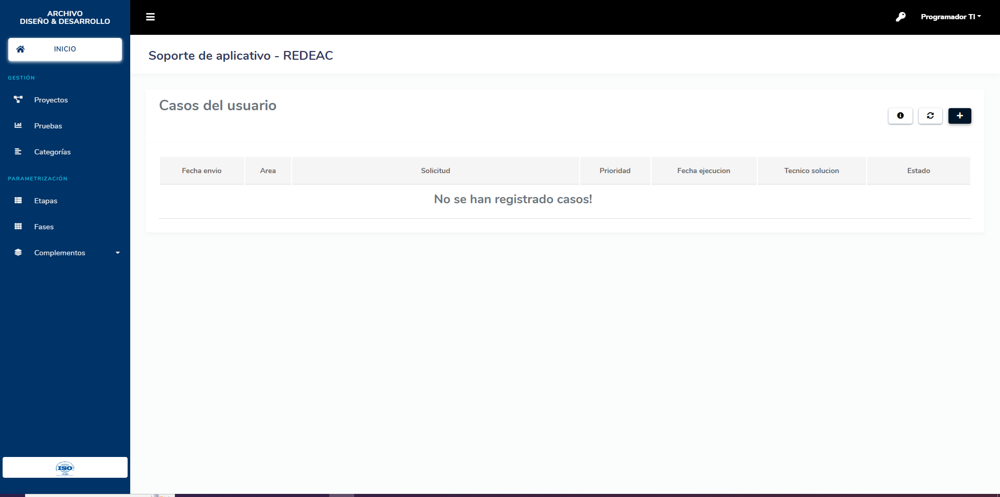 ARCHIVO
DISEÑO & DESARROLLO
INICIO
GESTIÓN
Proyectos
Pruebas
Categorías
PARAMETRIZACIÓN
Etapas
Fases
Complementos
ISO
Programador TI
Soporte de aplicativo - REDEAC
Casos del usuario
Fecha envio Area Solicitud Prioridad Fecha ejecucion Tecnico solucion Estado
No se han registrado casos!